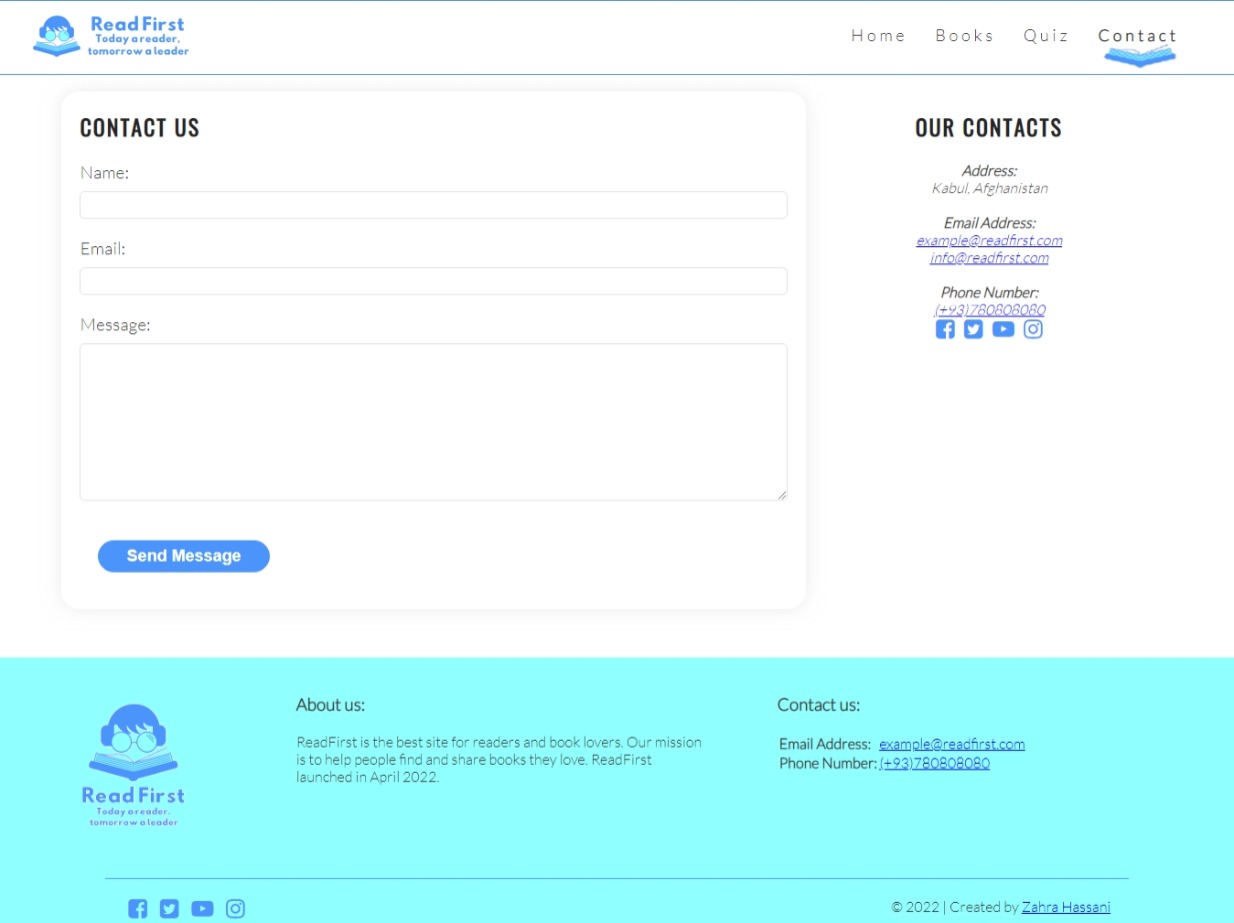 Read First
Today a reader,
tomorrow a leader
Home Books Quiz Contact
CONTACT US
Name:
Email:
Message:
Send Message
OUR CONTACTS
Address:
Kabul, Afghanistan
Email Address:
example@readfirst.com
info@readfirst.com
Phone Number:
(+93)780808080
Read First
Today a reader,
tomorrow a leader
About us:
ReadFirst is the best site for readers and book lovers. Our mission
is to help people find and share books they love. ReadFirst
launched in April 2022.
Contact us:
Email Address: example@readfirst.com
Phone Number: (+93)780808080
© 2022 | Created by Zahra Hassani